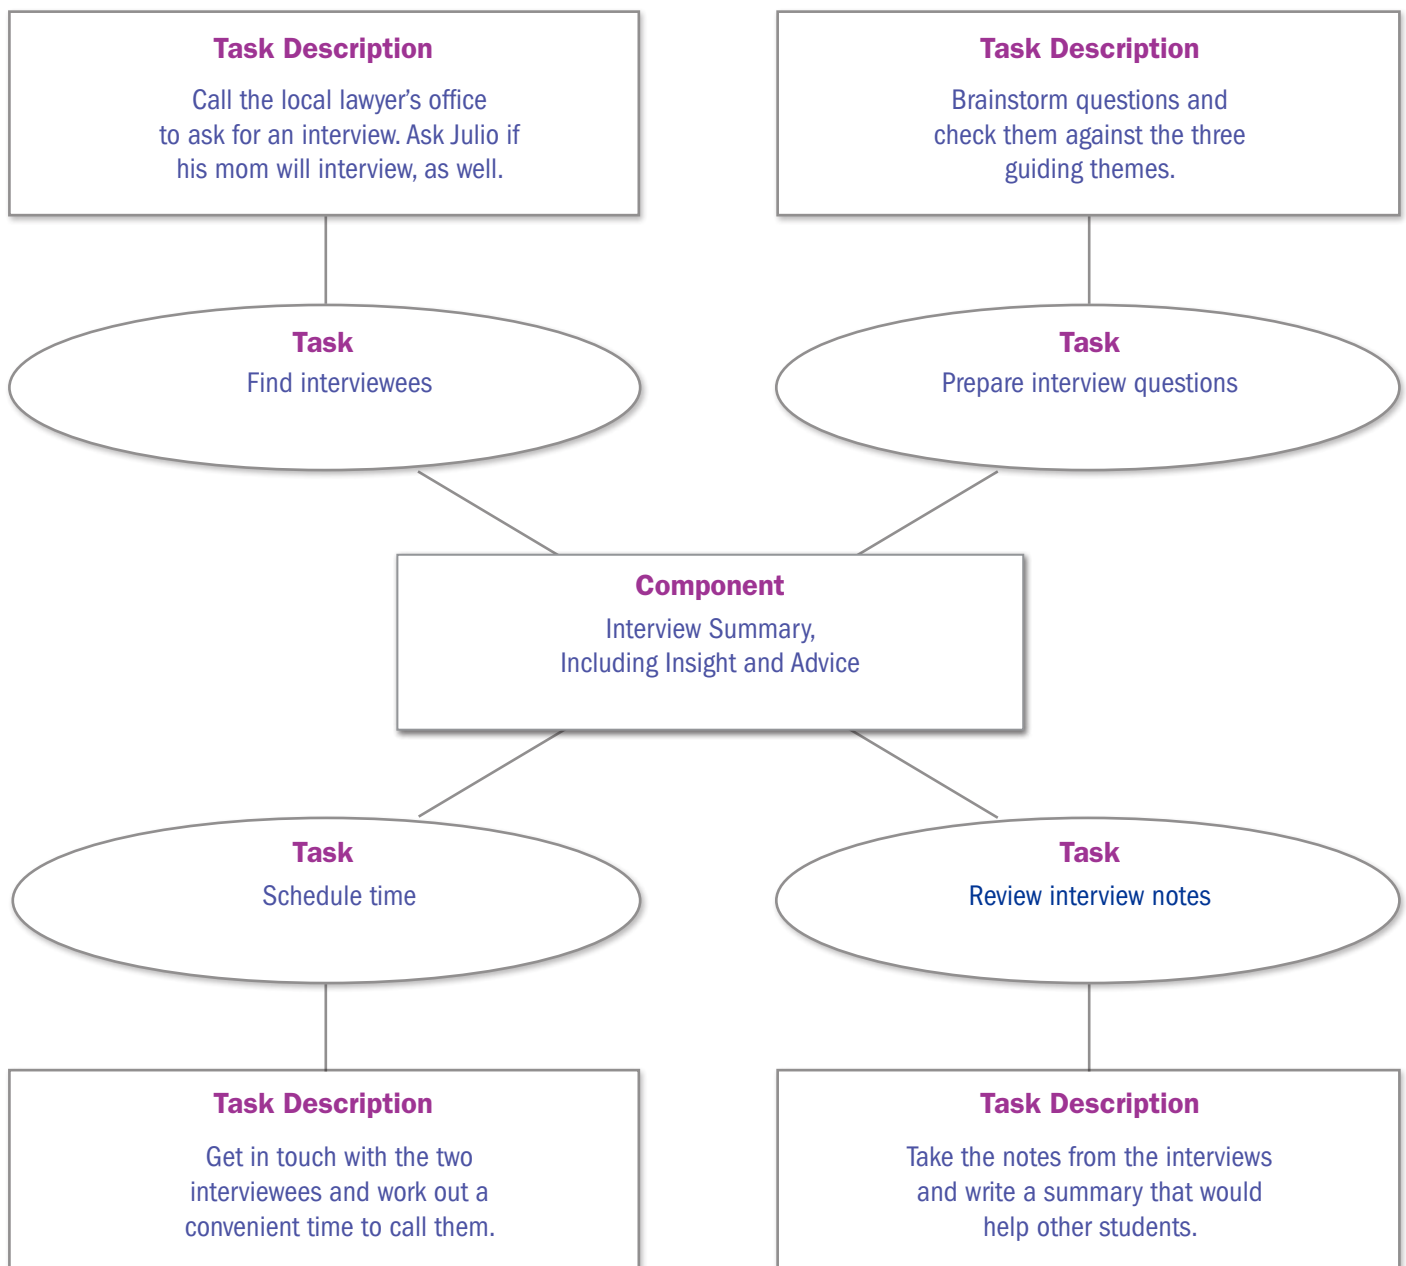 Task Description
Call the local lawyer’s office
to ask for an interview. Ask Julio if
his mom will interview, as well.
Task Description
Brainstorm questions and
check them against the three
guiding themes.
Task
Find interviewees
Task
Prepare interview questions
Component
Interview Summary,
Including Insight and Advice
Task
Schedule time
Task
Review interview notes
Task Description
Get in touch with the two
interviewees and work out a
convenient time to call them.
Task Description
Take the notes from the interviews
and write a summary that would
help other students.